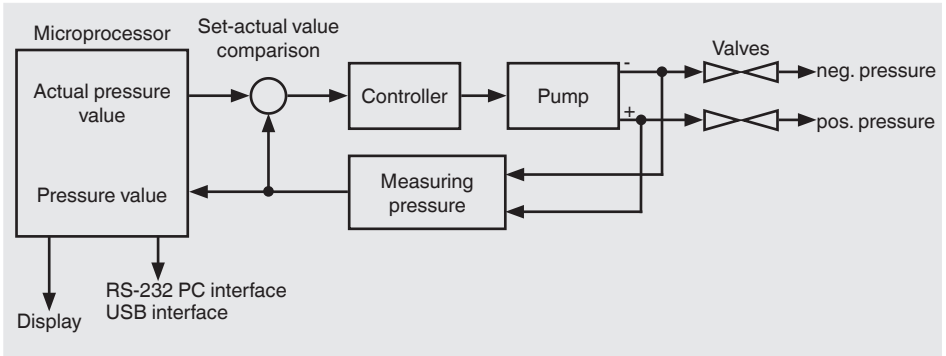 Microprocessor
Set-actual value
comparison
Valves
Actual pressure
value
Controller
Pump
-
neg. pressure
+
pos. pressure
Pressure value
Measuring
pressure
RS-232 PC interface
USB interface
Display